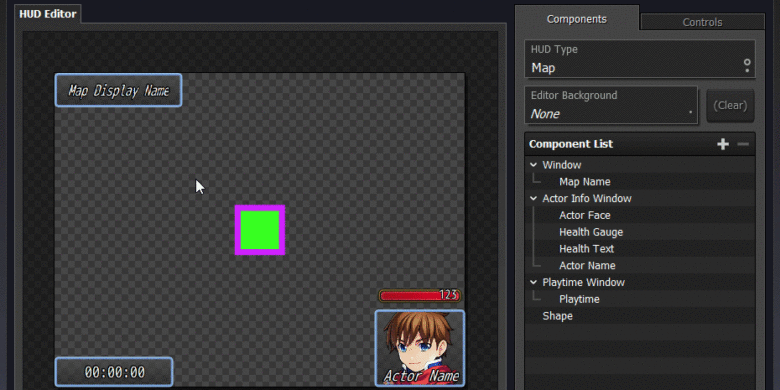 HUD Editor
Components
Controls
Map Display Name
HUD Type
Map
Editor Background
None
(Clear)
Component List
Window
Map Name
Actor Info Window
Actor Face
Health Gauge
Health Text
Actor Name
Playtime Window
Playtime
Shape
123
Actor Name
00:00:00